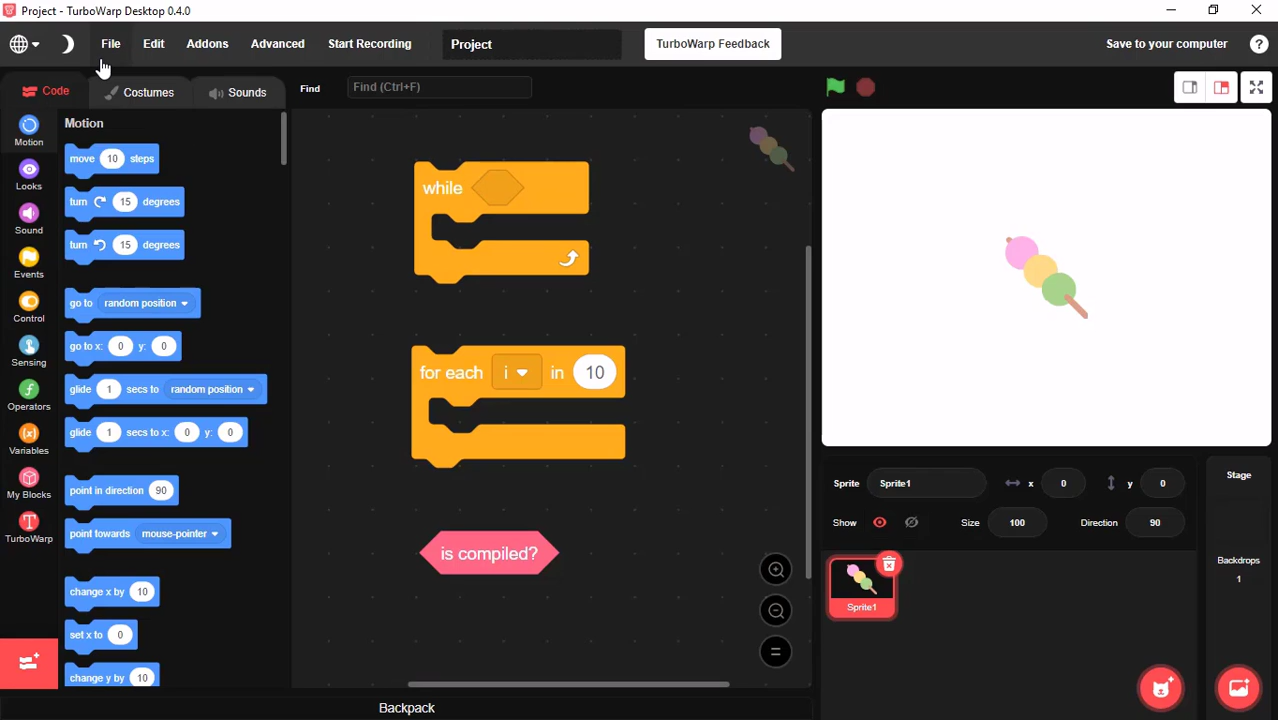 Project - TurboWarp Desktop 0.4.0
File Edit Addons Advanced Start Recording Project TurboWarp Feedback Save to your computer ?
Code Costumes Sounds Find Find (Ctrl+F)
Motion
Looks
Sound
Events
Control
Sensing
Operators
Variables
My Blocks
TurboWarp
Motion
move 10 steps
turn 15 degrees
turn 15 degrees
go to random position
go to x: 0 y: 0
glide 1 secs to random position
glide 1 secs to x: 0 y: 0
point in direction 90
point towards mouse-pointer
change x by 10
set x to 0
change y by 10
while
for each i in 10
is compiled?
Backpack
Sprite Sprite1 x 0 y 0
Show Size 100 Direction 90
Sprite1
Stage
Backdrops
1